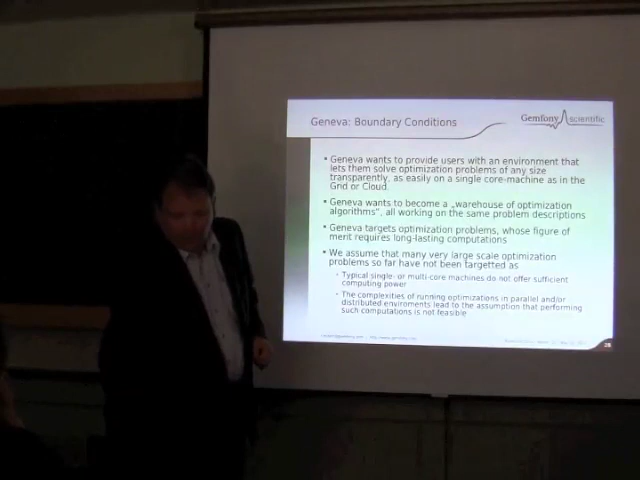 Geneva: Boundary Conditions
Gemfony scientific
• Geneva wants to provide users with an environment that
lets them solve optimization problems of any size
transparently, as easily on a single core-machine as in the
Grid or Cloud
• Geneva wants to become a „warehouse of optimization
algorithms“, all working on the same problem descriptions
• Geneva targets optimization problems, whose figure of
merit requires long-lasting computations
• We assume that many very large scale optimization
problems so far have not been targetted as
• Typical single- or multi-core machines do not offer sufficient
computing power
• The complexities of running optimizations in parallel and/or
distributed enviroments lead to the assumption that performing
such computations is not feasible
28